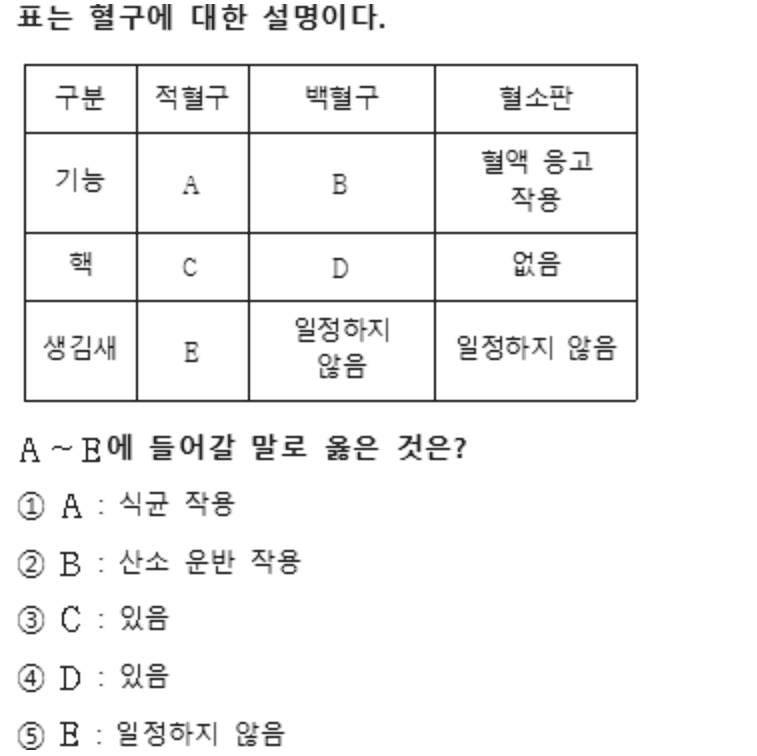 표는 혈구에 대한 설명이다.
구분 적혈구 백혈구 혈소판
기능 A B 혈액 응고
작용
핵 C D 없음
생김새 E 일정하지
않음 일정하지 않음
A ~ E에 들어갈 말로 옳은 것은?
① A : 식균 작용
② B : 산소 운반 작용
③ C : 있음
④ D : 있음
⑤ E : 일정하지 않음